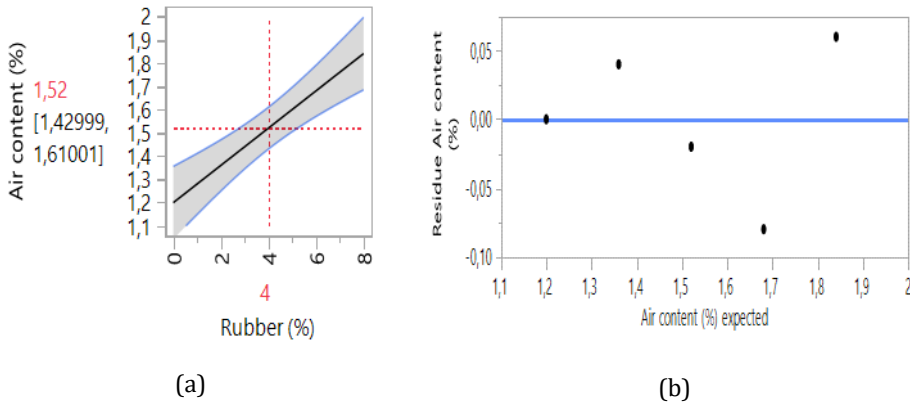 Air content (%)
1,52
[1,42999,
1,61001]
2
1,9
1,8
1,7
1,6
1,5
1,4
1,3
1,2
1,1
0 2 4 6 8
4
Rubber (%)
(a)
Residue Air content
(%)
0,05
0,00
-0,05
-0,10
1,1 1,2 1,3 1,4 1,5 1,6 1,7 1,8 1,9 2
Air content (%) expected
(b)